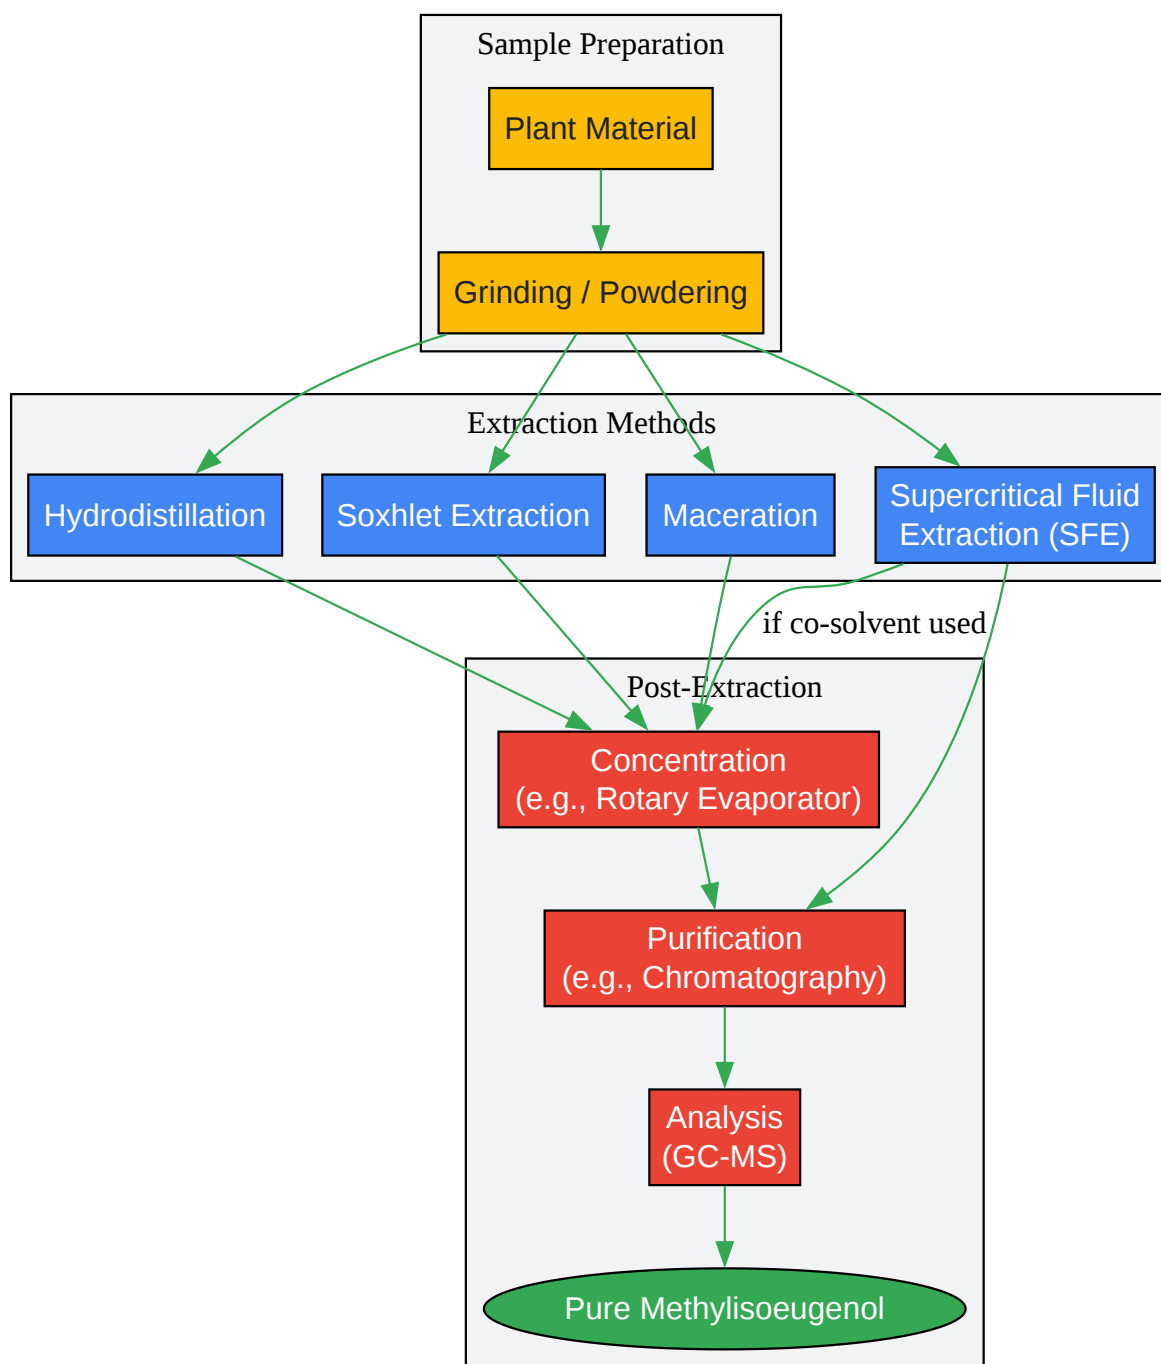 Sample Preparation
Plant Material
Grinding / Powdering
Extraction Methods
Hydrodistillation
Soxhlet Extraction
Maceration
Supercritical Fluid
Extraction (SFE)
if co-solvent used
Post-Extraction
Concentration
(e.g., Rotary Evaporator)
Purification
(e.g., Chromatography)
Analysis
(GC-MS)
Pure Methylisoeugenol